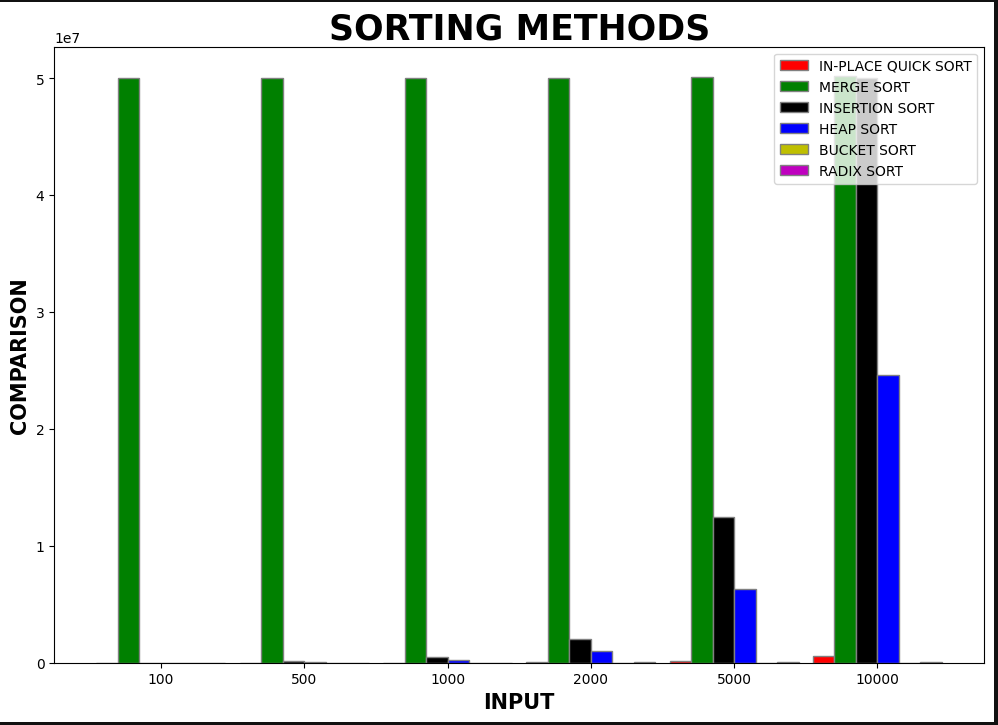 SORTING METHODS
1e7
5
4
3
2
1
0
COMPARISON
IN-PLACE QUICK SORT
MERGE SORT
INSERTION SORT
HEAP SORT
BUCKET SORT
RADIX SORT
100
500
1000
2000
5000
10000
INPUT